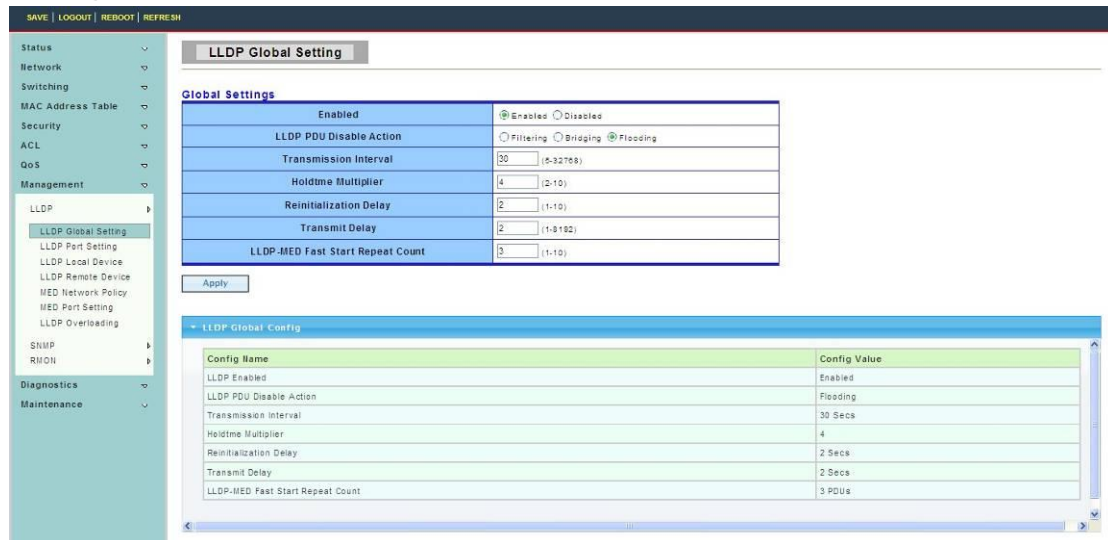 SAVE | LOGOUT | REBOOT | REFRESH
Status
Network
Switching
MAC Address Table
Security
ACL
QoS
Management
LLDP
LLDP Global Setting
LLDP Port Setting
LLDP Local Device
LLDP Remote Device
MED Network Policy
MED Port Setting
LLDP Overloading
SNMP
RMON
Diagnostics
Maintenance
LLDP Global Setting
Global Settings
Enabled Enabled Disabled
LLDP PDU Disable Action Filtering Bridging Flooding
Transmission Interval 30 (5-32768)
Holdtme Multiplier 4 (2-10)
Reinitialization Delay 2 (1-10)
Transmit Delay 2 (1-8192)
LLDP-MED Fast Start Repeat Count 3 (1-10)
Apply
LLDP Global Config
Config Name Config Value
LLDP Enabled Enabled
LLDP PDU Disable Action Flooding
Transmission Interval 30 Secs
Holdtme Multiplier 4
Reinitialization Delay 2 Secs
Transmit Delay 2 Secs
LLDP-MED Fast Start Repeat Count 3 PDUs